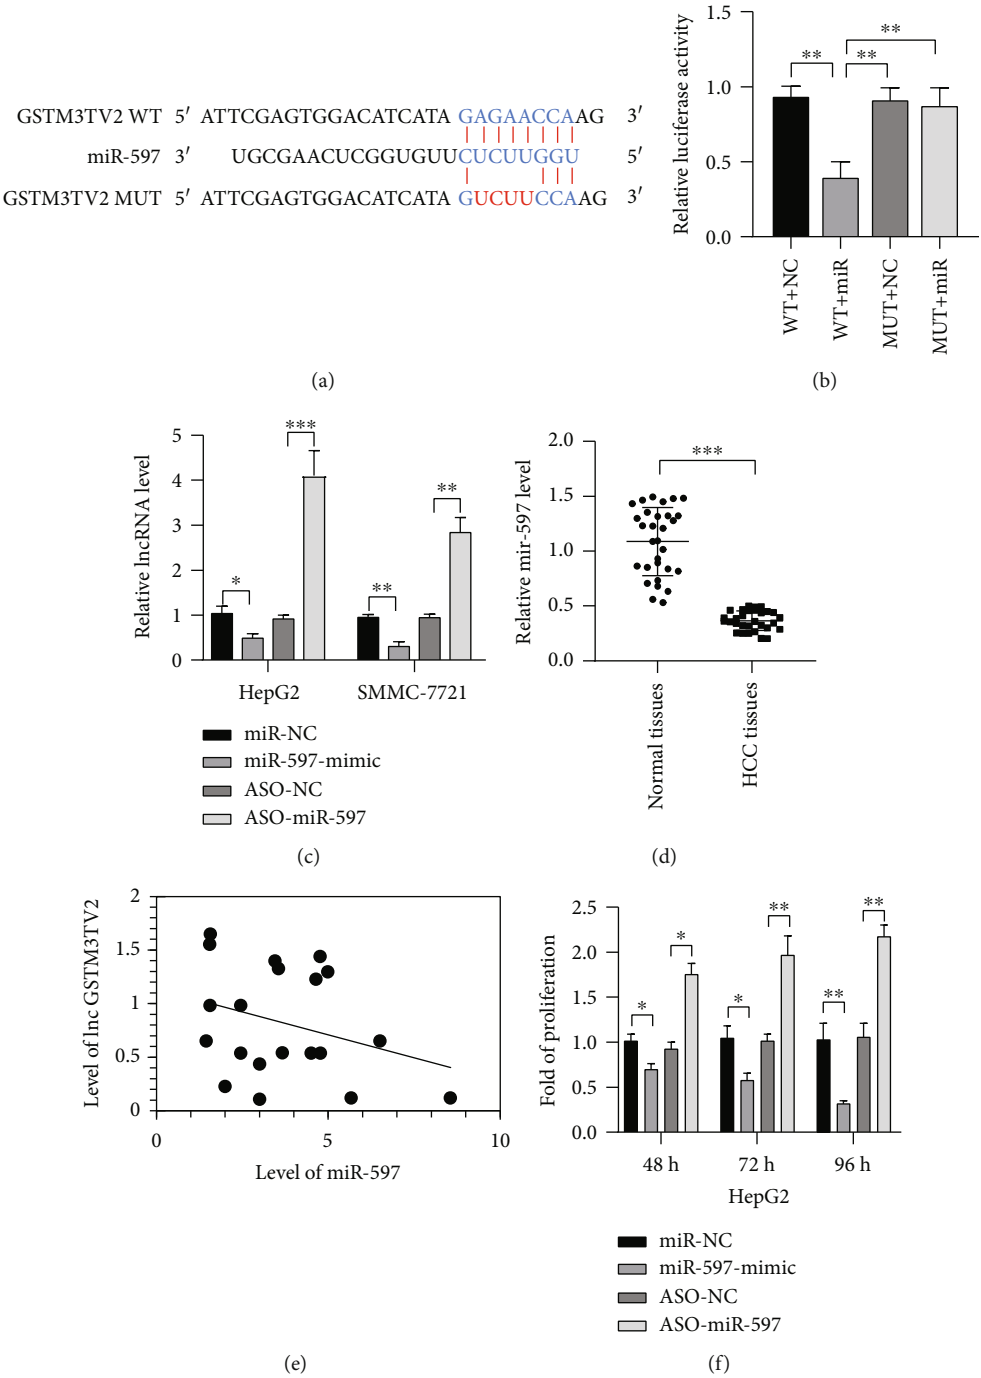 GSTM3TV2 WT 5′ ATTCGAGTGGACATCATA GAGAACCAAG 3′
miR-597 3′ UGCGAACUCGGUGUUCUCUUGGU 5′
GSTM3TV2 MUT 5′ ATTCGAGTGGACATCATA GUCUUCCAAG 3′
(a)
Relative luciferase activity
1.5
1.0
0.5
0.0
**
**
**
WT+NC
WT+miR
MUT+NC
MUT+miR
(b)
Relative lncRNA level
5
4
3
2
1
0
*
***
**
**
HepG2
SMMC-7721
miR-NC
miR-597-mimic
ASO-NC
ASO-miR-597
(c)
Relative mir-597 level
2.0
1.5
1.0
0.5
0.0
***
Normal tissues
HCC tissues
(d)
Level of lnc GSTM3TV2
2
1.5
1
0.5
0
0
5
10
Level of miR-597
(e)
Fold of proliferation
2.5
2.0
1.5
1.0
0.5
0.0
*
*
*
**
**
**
48 h
72 h
96 h
HepG2
miR-NC
miR-597-mimic
ASO-NC
ASO-miR-597
(f)